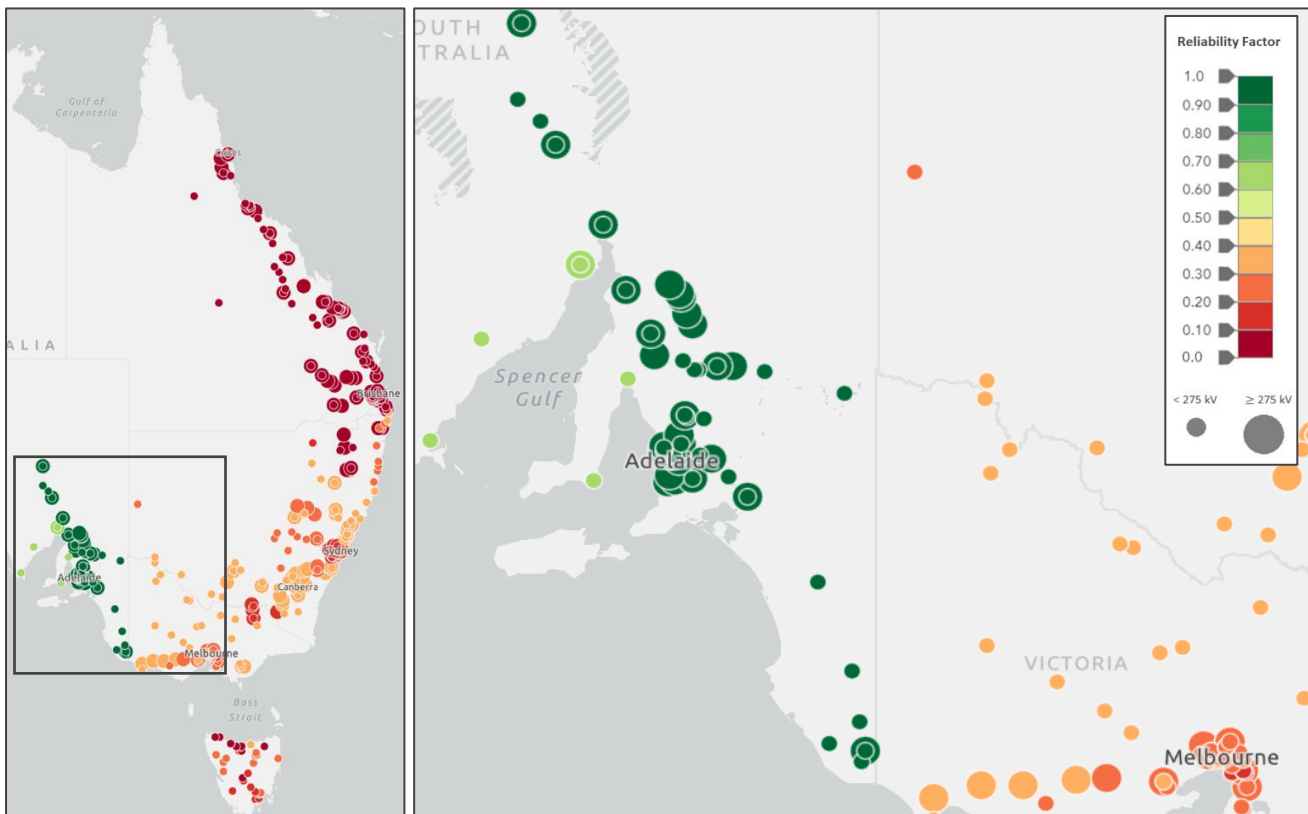 Gulf of
Carpentaria
Cairns
ALIA
Brisbane
Sydney
Adelaide
Canberra
Melbourne
Bass
Strait
OUTH
TRALIA
Spencer
Gulf
Adelaide
VICTORIA
Melbourne
Reliability Factor
1.0
0.90
0.80
0.70
0.60
0.50
0.40
0.30
0.20
0.10
0.0
< 275 kV
≥ 275 kV